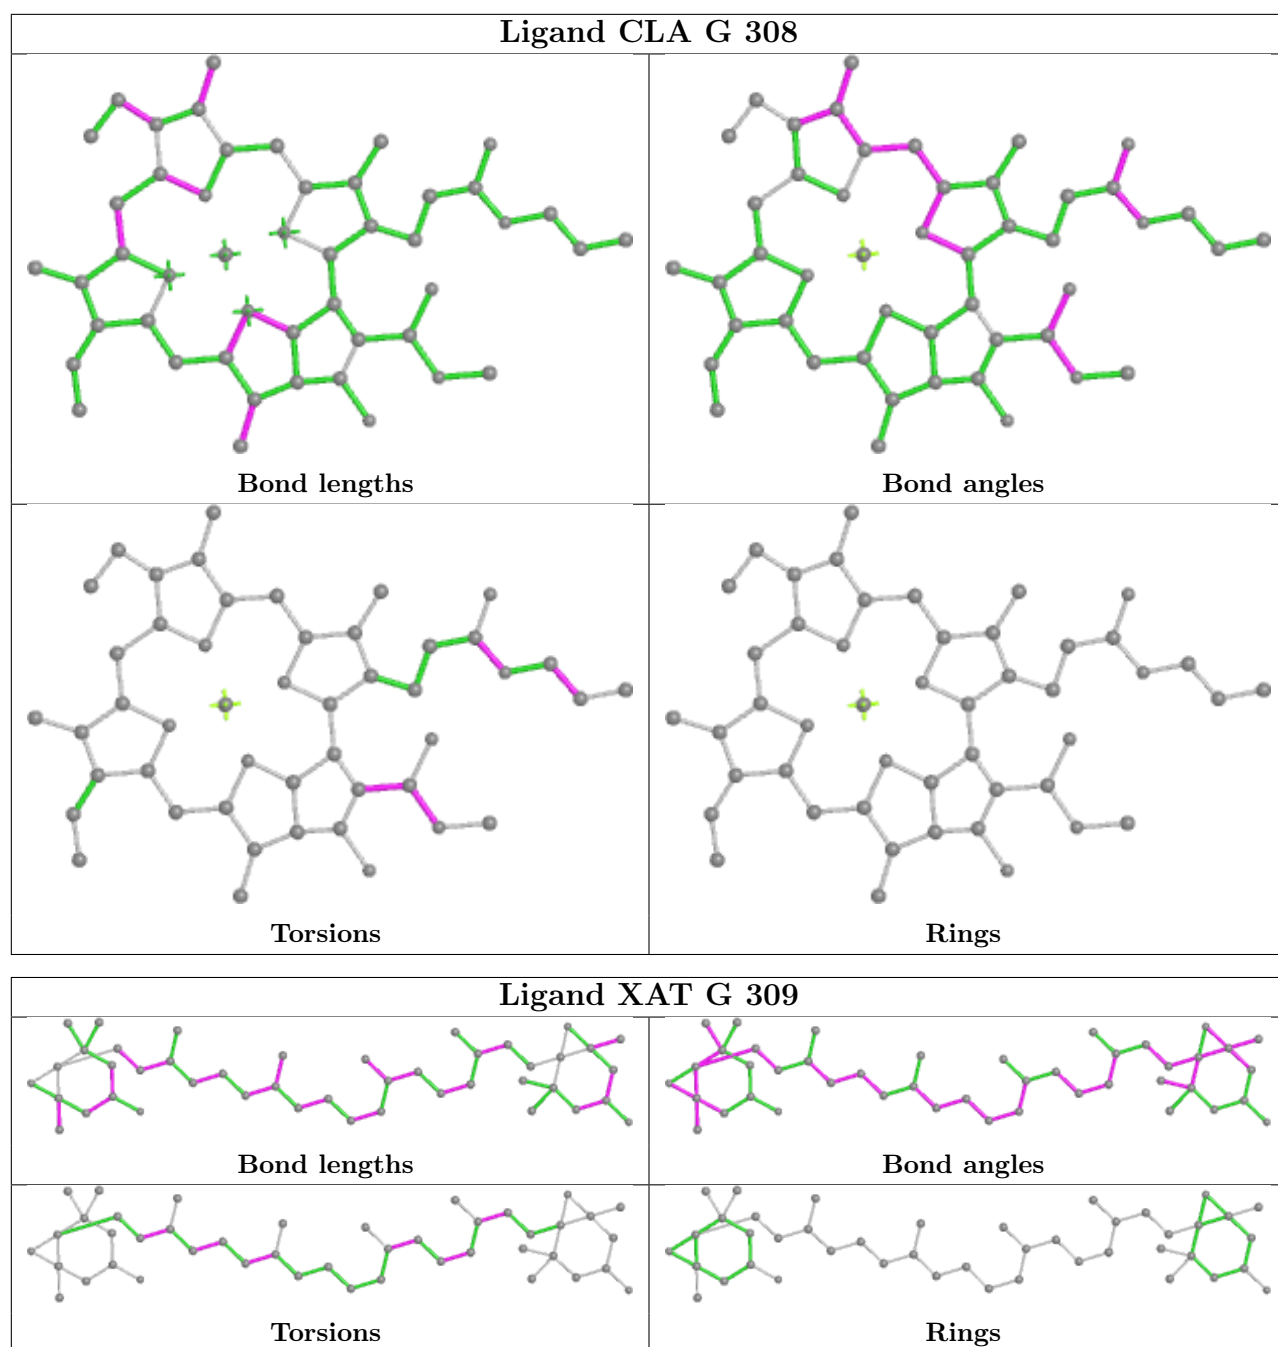 Ligand CLA G 308
Bond lengths
Bond angles
Torsions
Rings
Ligand XAT G 309
Bond lengths
Bond angles
Torsions
Rings